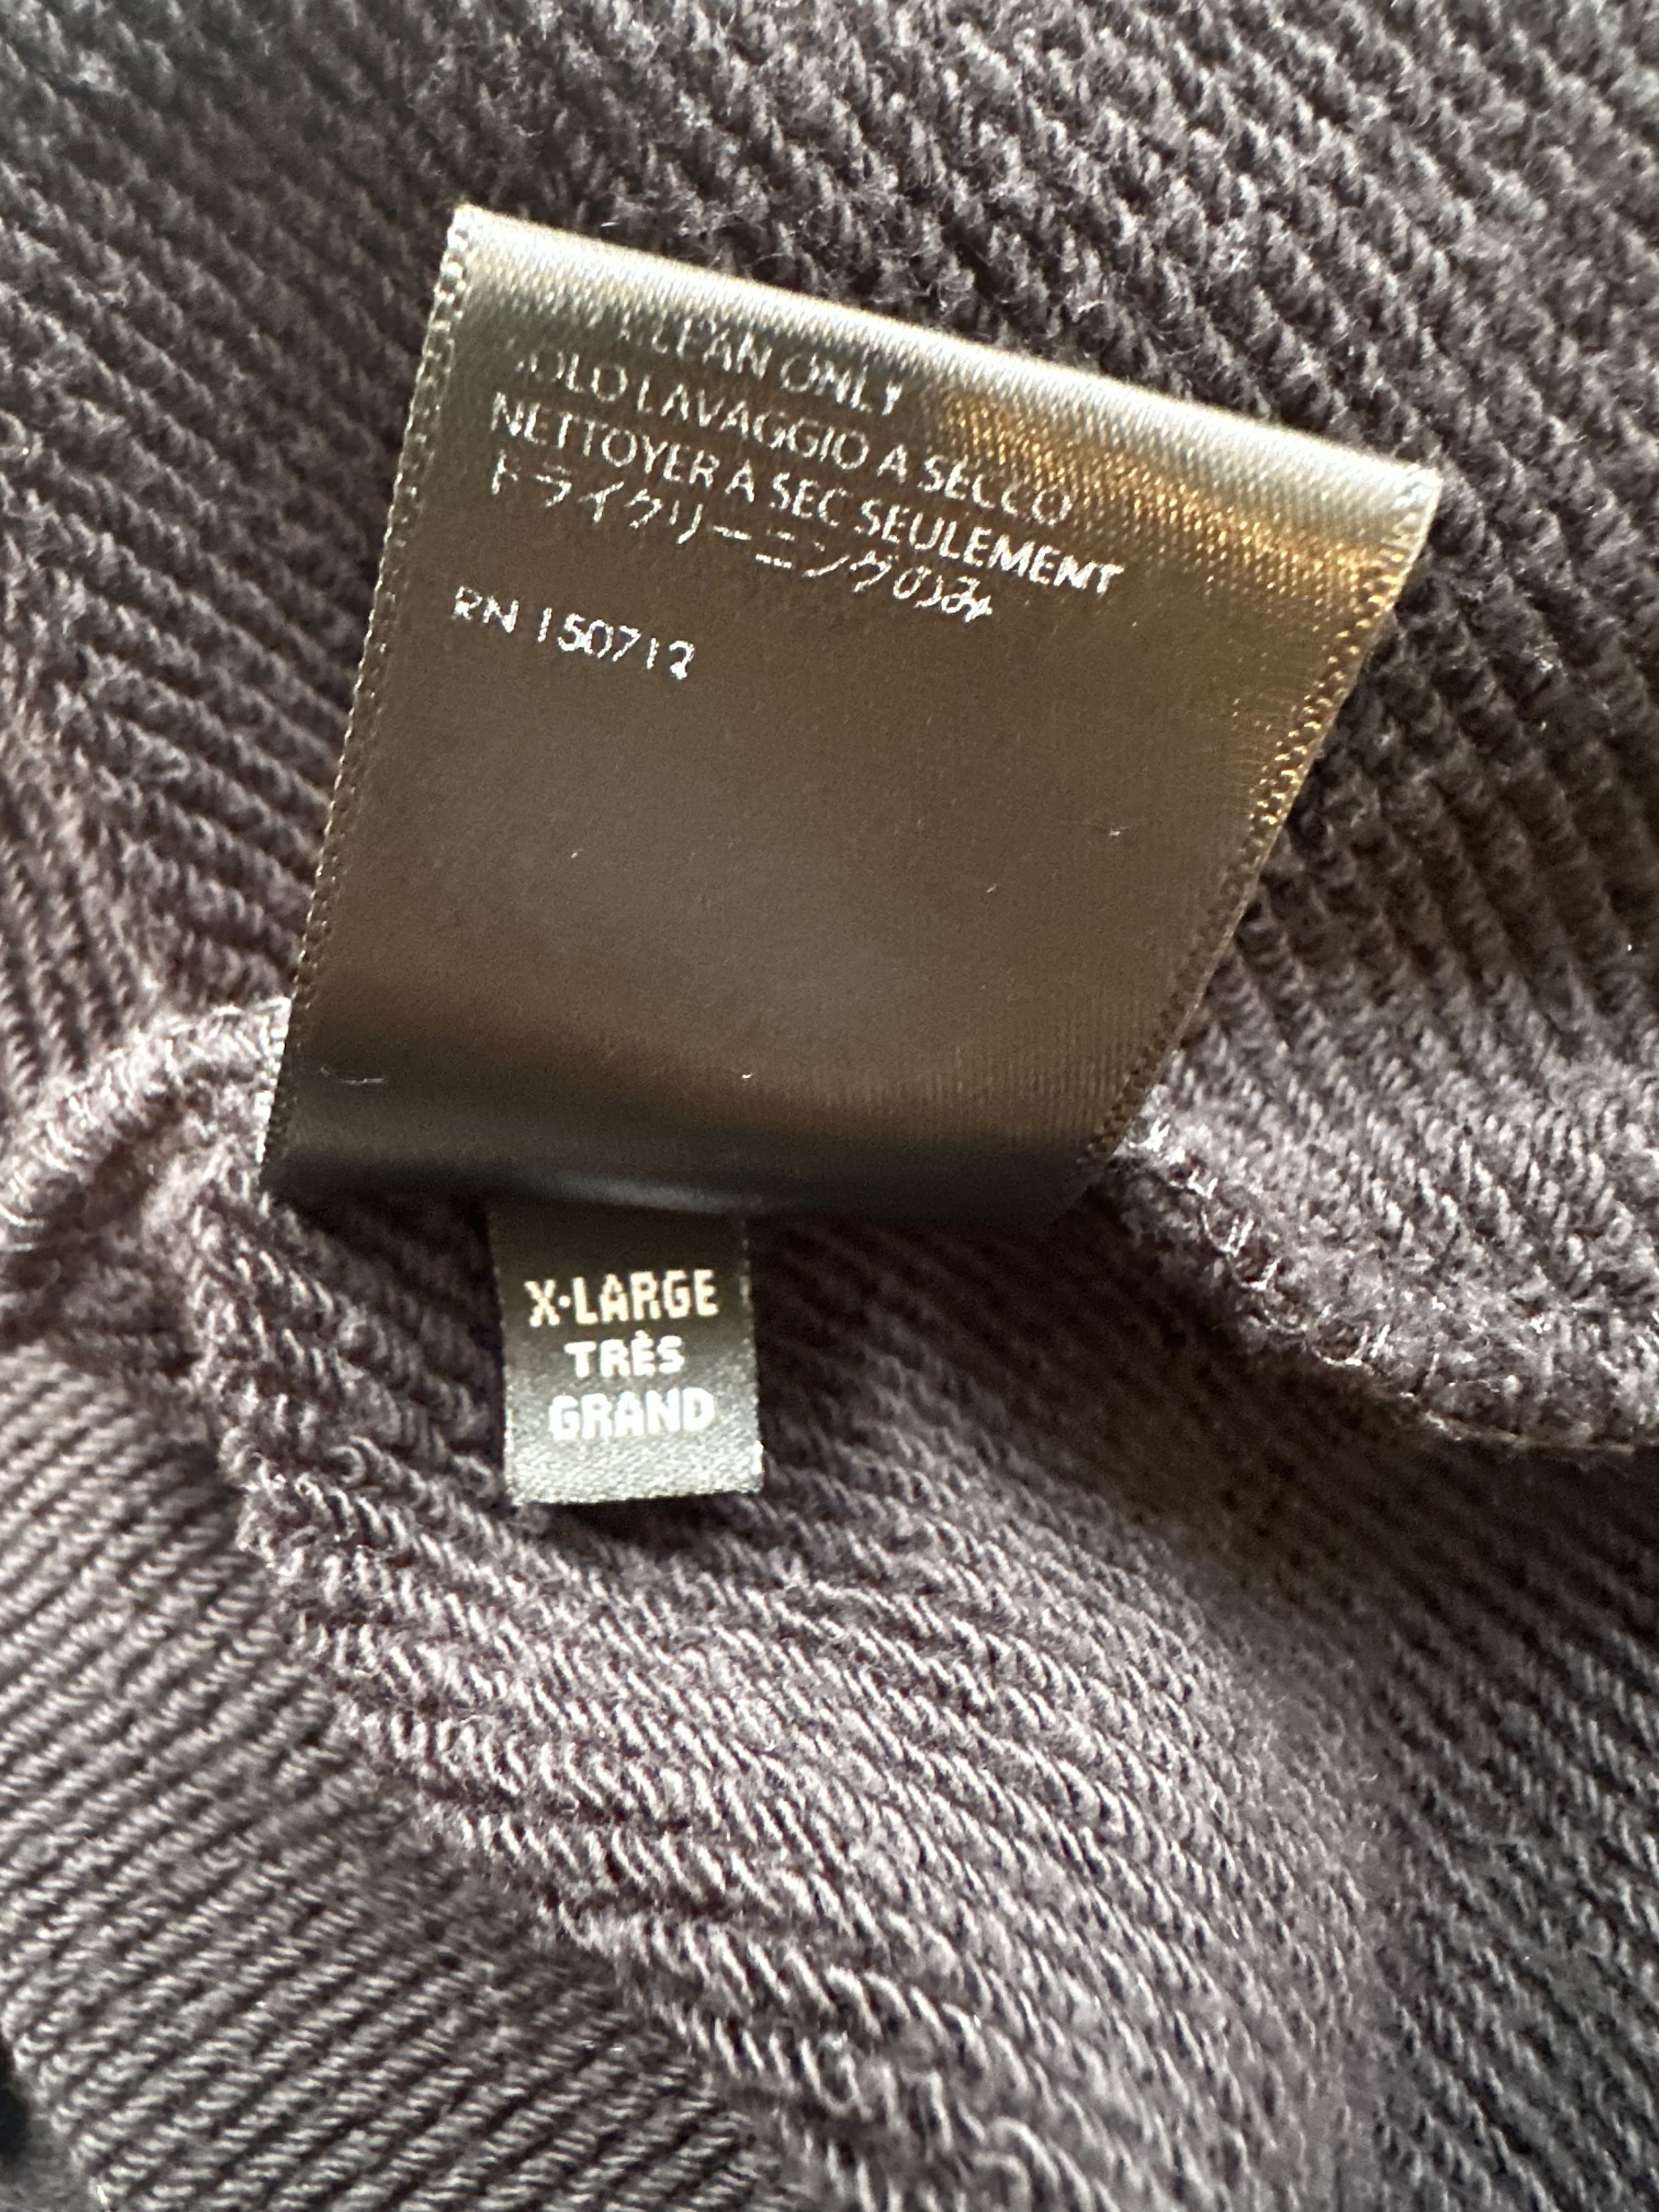 CLEAN ONLY
SOLO LAVAGGIO A SECCO
NETTOYER A SEC SEULEMENT
ドライクリーニングのみ
RN 150712
X-LARGE
TRÈS
GRAND